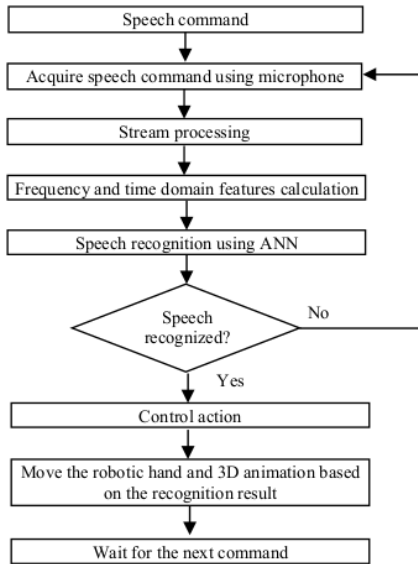 Speech command
Acquire speech command using microphone
Stream processing
Frequency and time domain features calculation
Speech recognition using ANN
Speech
recognized?
No
Yes
Control action
Move the robotic hand and 3D animation based
on the recognition result
Wait for the next command